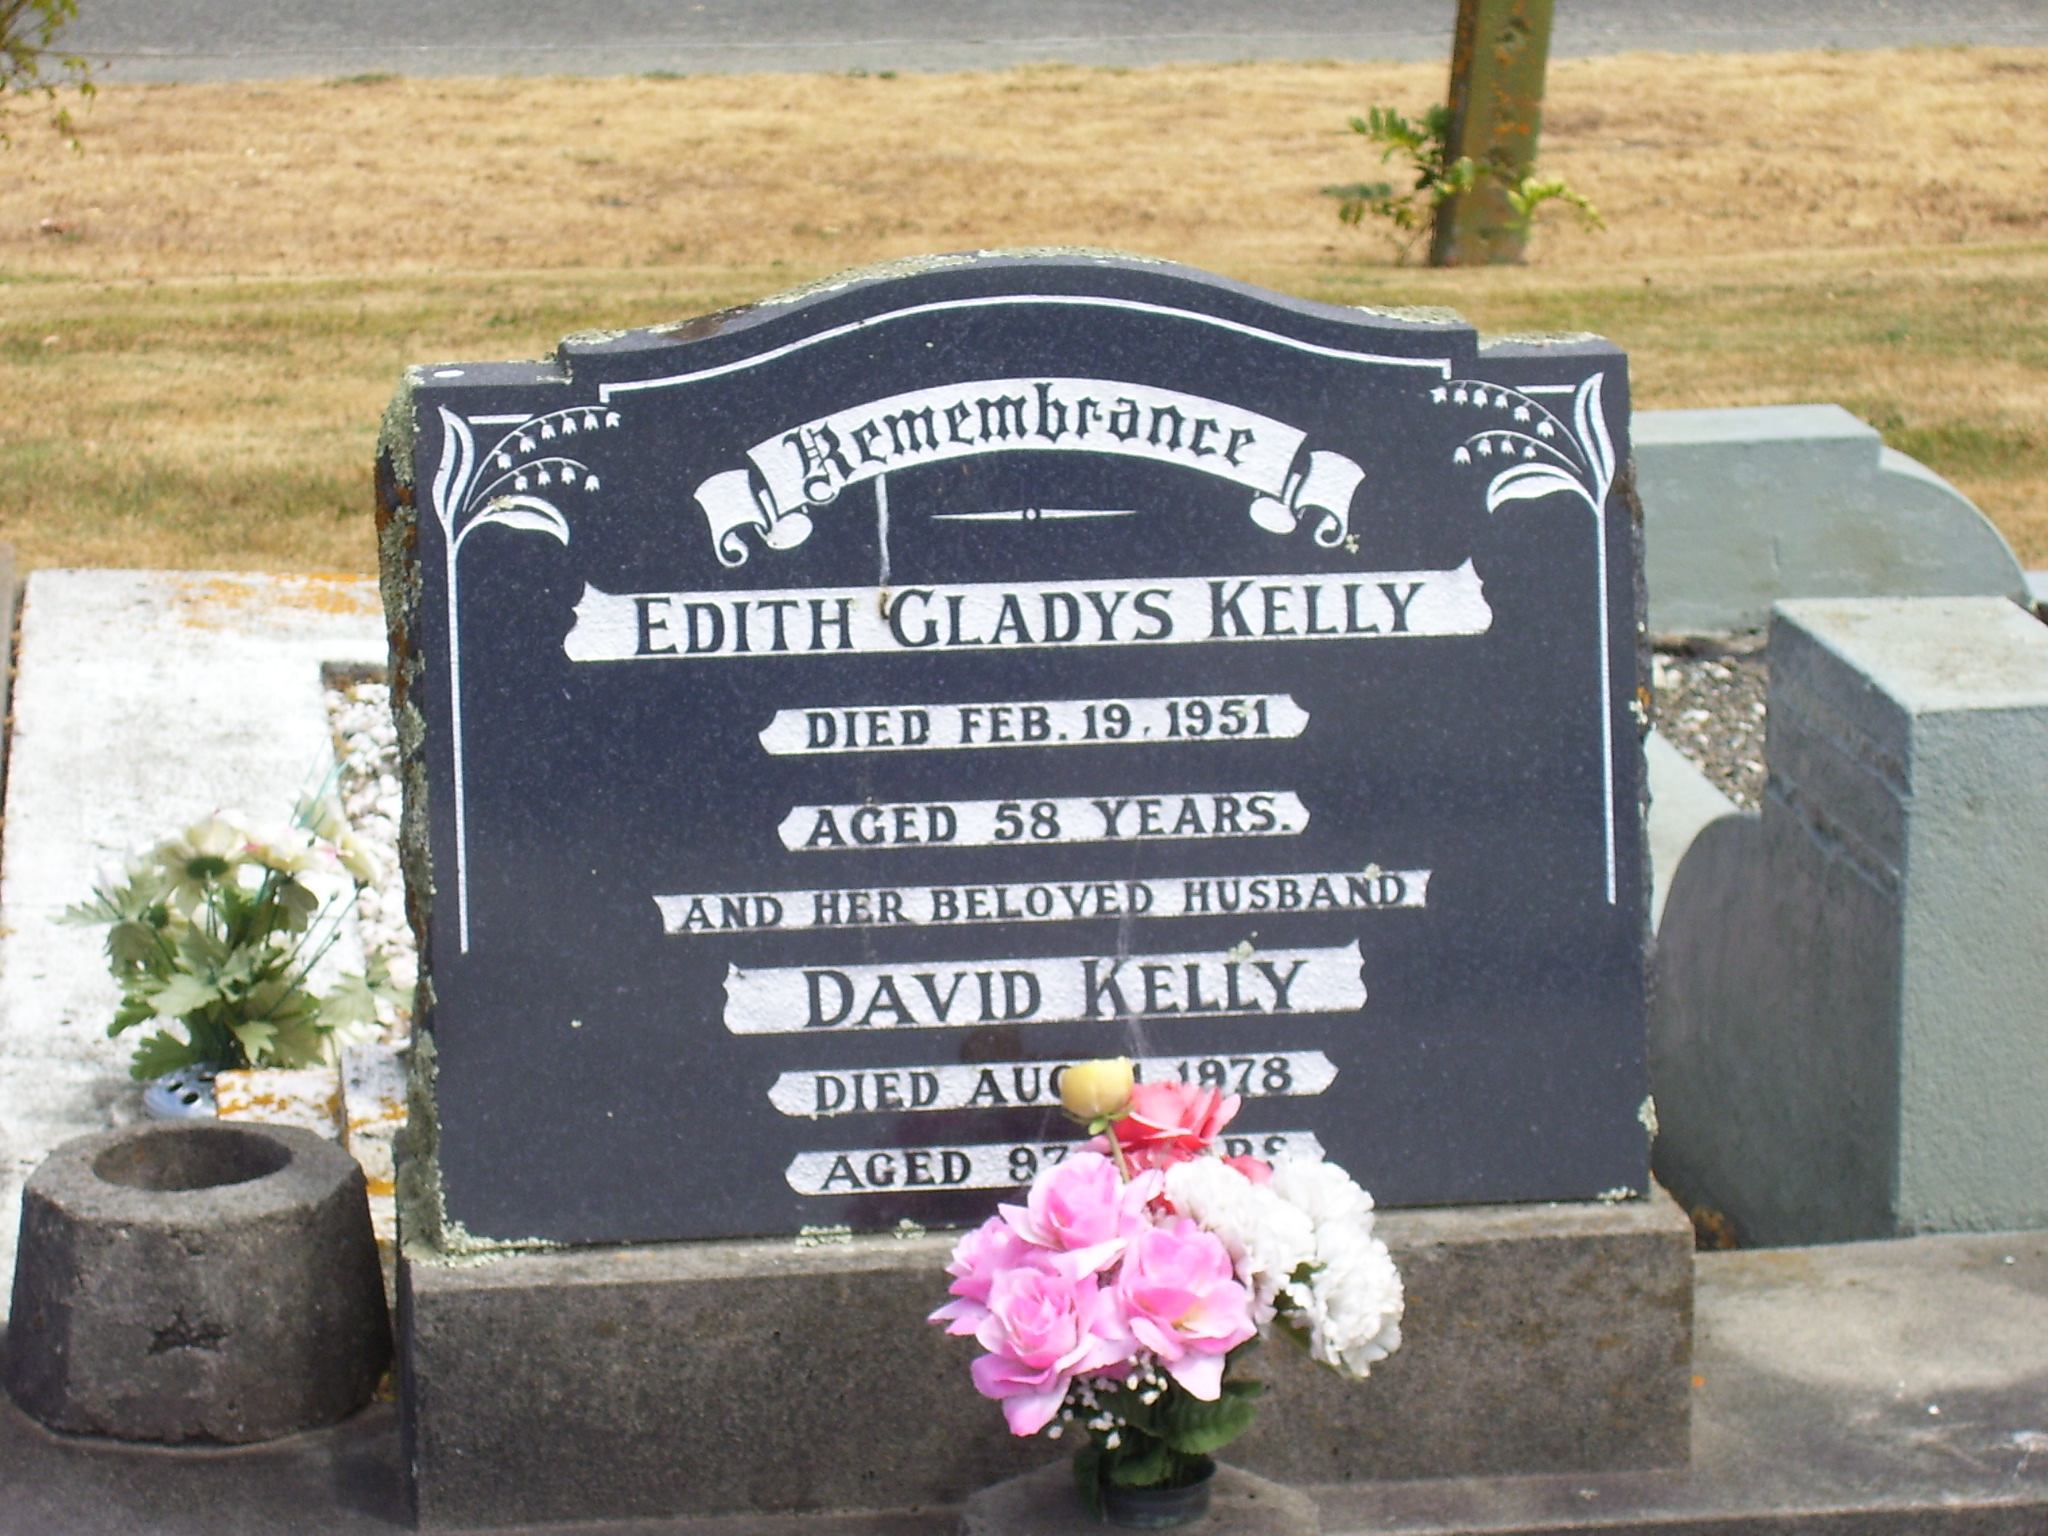 Remembrance
EDITH GLADYS KELLY
DIED FEB. 19, 1951
AGED 58 YEARS.
AND HER BELOVED HUSBAND
DAVID KELLY
DIED 1978
AGED